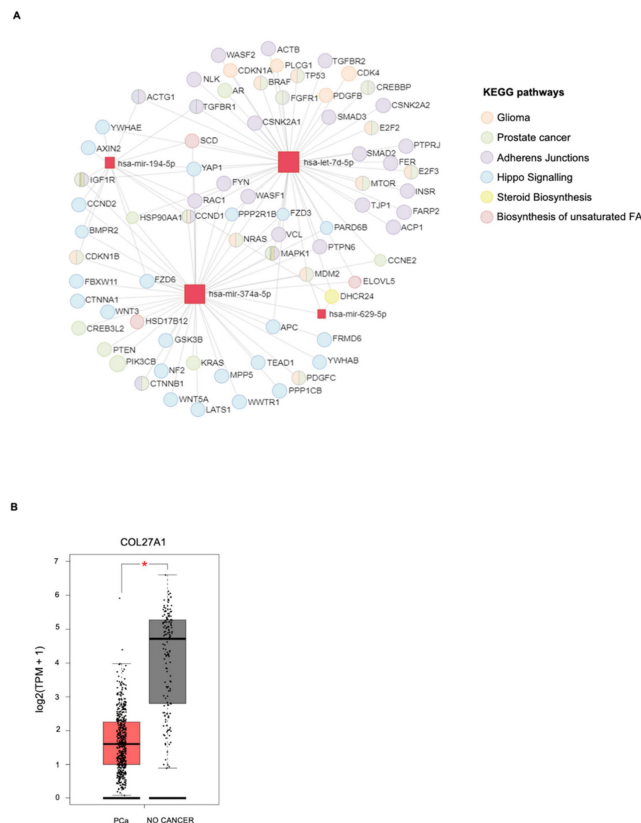 A
ACTB
WASF2
TGFBR2
CDKN1A
PLCG1
CDK4
NLK
BRAF
TP53
CREBBP
AR
ACTG1
FGFR1
PDGFB
TGFBR1
CSNK2A2
SMAD3
YWHAE
CSNK2A1
E2F2
AXIN2
SCD
PTPRJ
SMAD2
hsa-mir-194-5p
hsa-let-7d-5p
FER
YAP1
E2F3
IGF1R
FYN
MTOR
INSR
RAC1
WASF1
CCND2
TJP1
FARP2
HSP90AA1
CCND1
PPP2R1B
FZD3
ACP1
BMPR2
PARD6B
NRAS
VCL
PTPN6
CDKN1B
MAPK1
CCNE2
FBXW11
FZD6
MDM2
ELOVL5
CTNNA1
hsa-mir-374a-5p
DHCR24
WNT3
hsa-mir-629-5p
CREB3L2
HSD17B12
APC
FRMD6
GSK3B
PTEN
PIK3CB
KRAS
TEAD1
YWHAB
NF2
MPP5
CTNNB1
PDGFC
WNT5A
PPP1CB
LATS1
WWTR1
KEGG pathways
Glioma
Prostate cancer
Adherens Junctions
Hippo Signalling
Steroid Biosynthesis
Biosynthesis of unsaturated FA
B
COL27A1
*
7
6
5
4
3
2
1
0
log2(TPM + 1)
PCa
NO CANCER